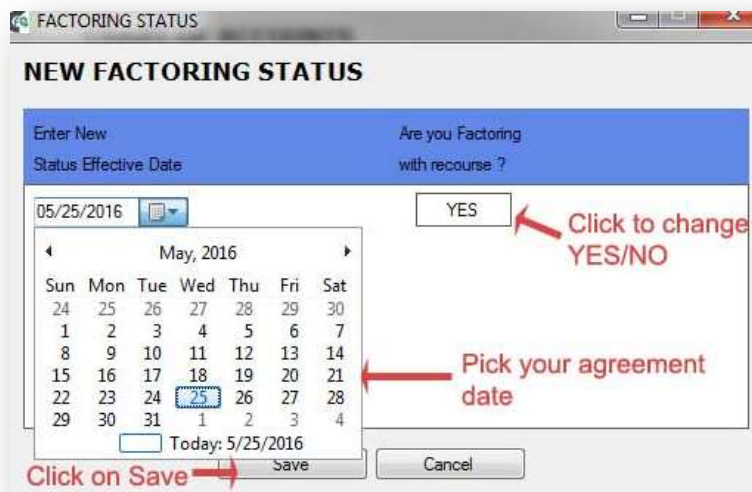 FACTORING STATUS
NEW FACTORING STATUS
Enter New
Status Effective Date
Are you Factoring
with recourse ?
05/25/2016
YES
Click to change
YES/NO
May, 2016
Sun Mon Tue Wed Thu Fri Sat
24 25 26 27 28 29 30
1 2 3 4 5 6 7
8 9 10 11 12 13 14
15 16 17 18 19 20 21
22 23 24 25 26 27 28
29 30 31 1 2 3 4
Today: 5/25/2016
Pick your agreement
date
Click on Save
Save
Cancel